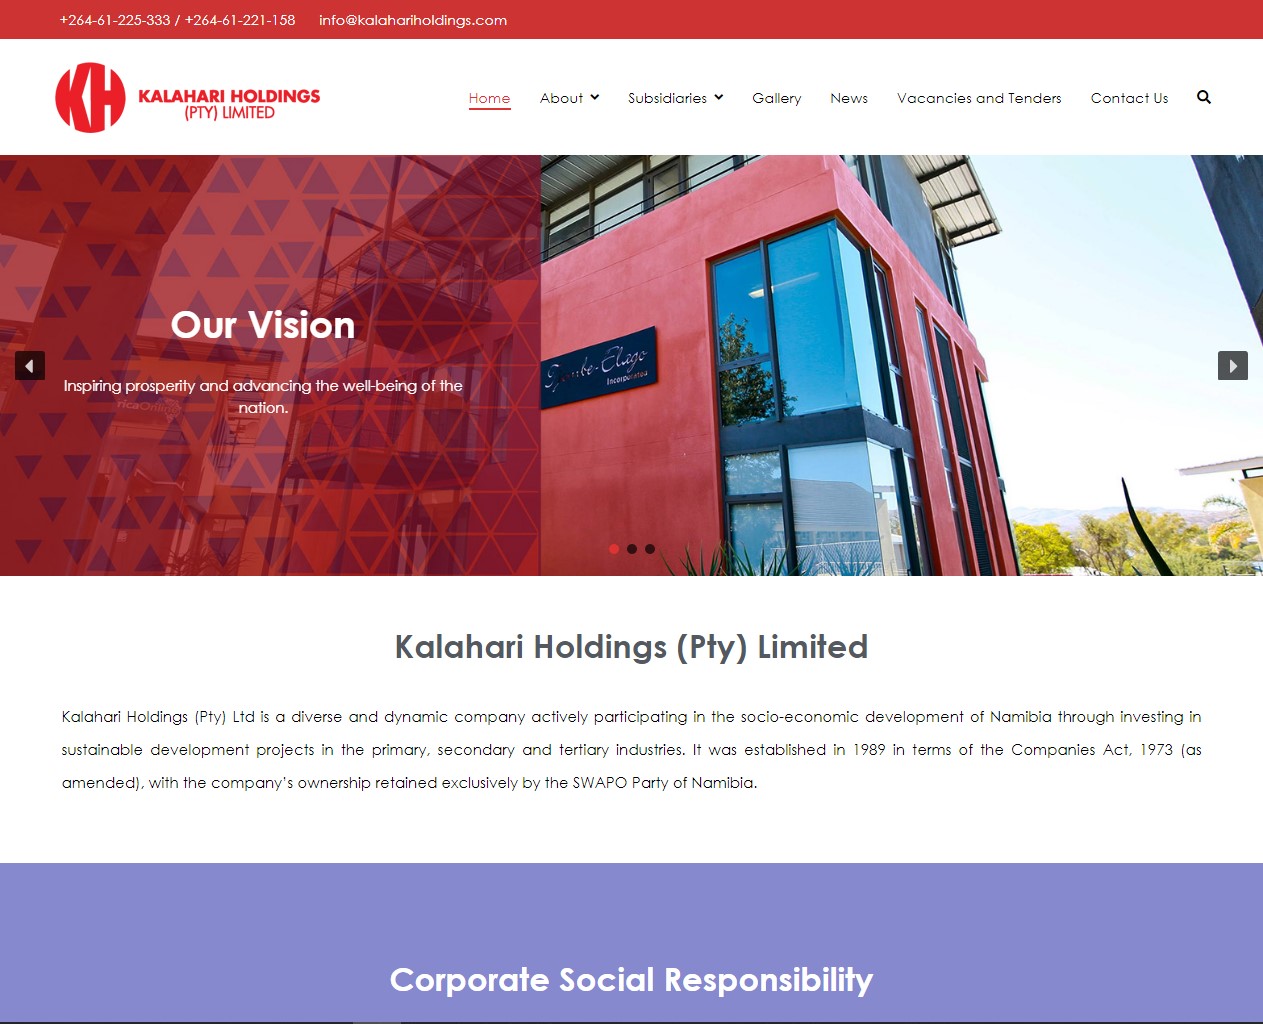 +264-61-225-333 / +264-61-221-158 info@kalahariholdings.com
KH
KALAHARI HOLDINGS
(PTY) LIMITED
Home About Subsidiaries Gallery News Vacancies and Tenders Contact Us
Our Vision
Inspiring prosperity and advancing the well-being of the
nation.
Incorporated
Kalahari Holdings (Pty) Limited
Kalahari Holdings (Pty) Ltd is a diverse and dynamic company actively participating in the socio-economic development of Namibia through investing in
sustainable development projects in the primary, secondary and tertiary industries. It was established in 1989 in terms of the Companies Act, 1973 (as
amended), with the company’s ownership retained exclusively by the SWAPO Party of Namibia.
Corporate Social Responsibility